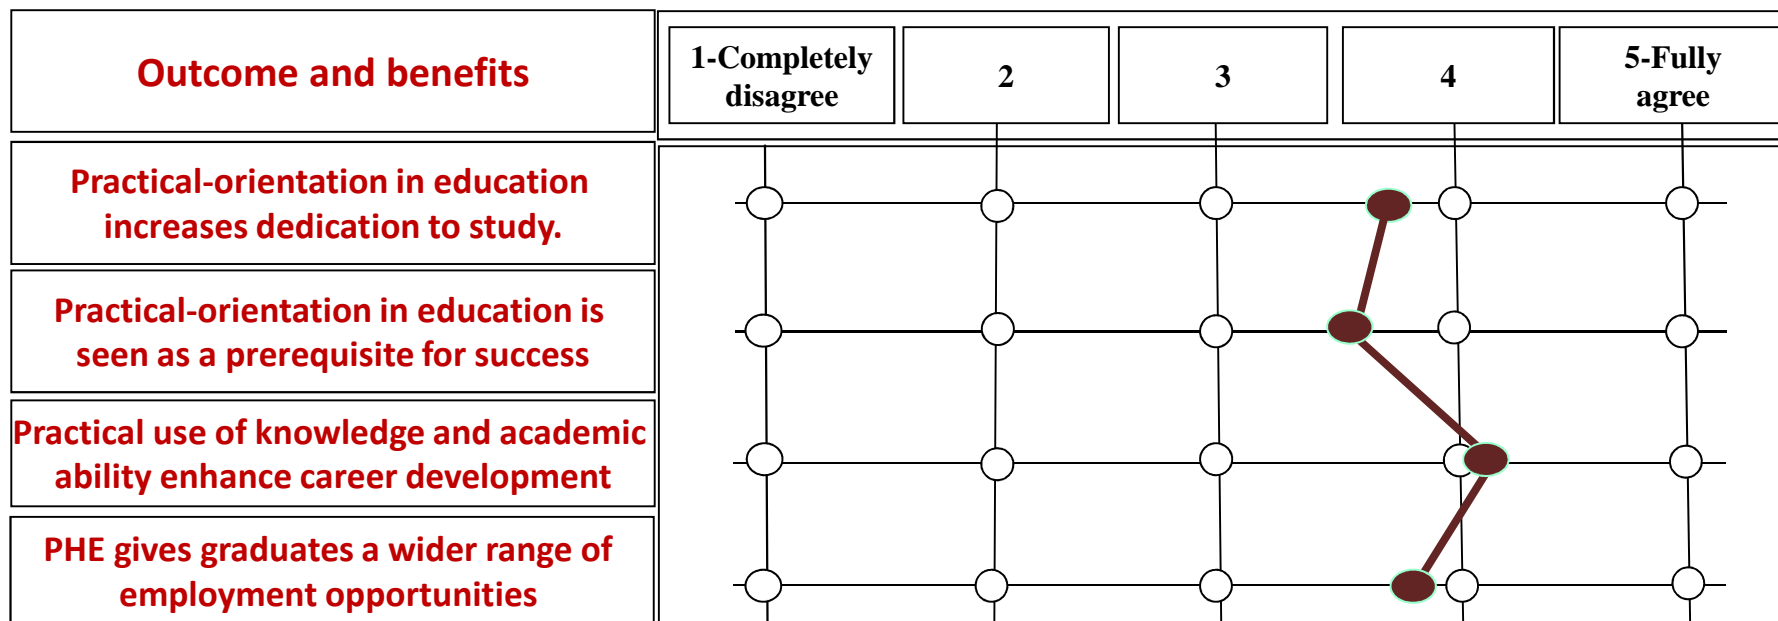 Outcome and benefits
1-Completely
disagree
2
3
4
5-Fully
agree
Practical-orientation in education
increases dedication to study.
Practical-orientation in education is
seen as a prerequisite for success
Practical use of knowledge and academic
ability enhance career development
PHE gives graduates a wider range of
employment opportunities